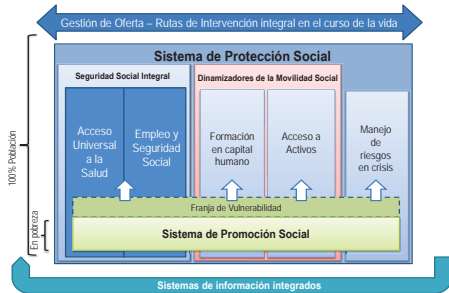 Gestión de Oferta – Rutas de Intervención integral en el curso de la vida
Sistema de Protección Social
Seguridad Social Integral
Dinamizadores de la Movilidad Social
Acceso
Universal
a la
Salud
Empleo y
Seguridad
Social
Formación
en capital
humano
Acceso a
Activos
Manejo
de
riesgos
en crisis
Franja de Vulnerabilidad
Sistema de Promoción Social
100% Población
En pobreza
Sistemas de información integrados